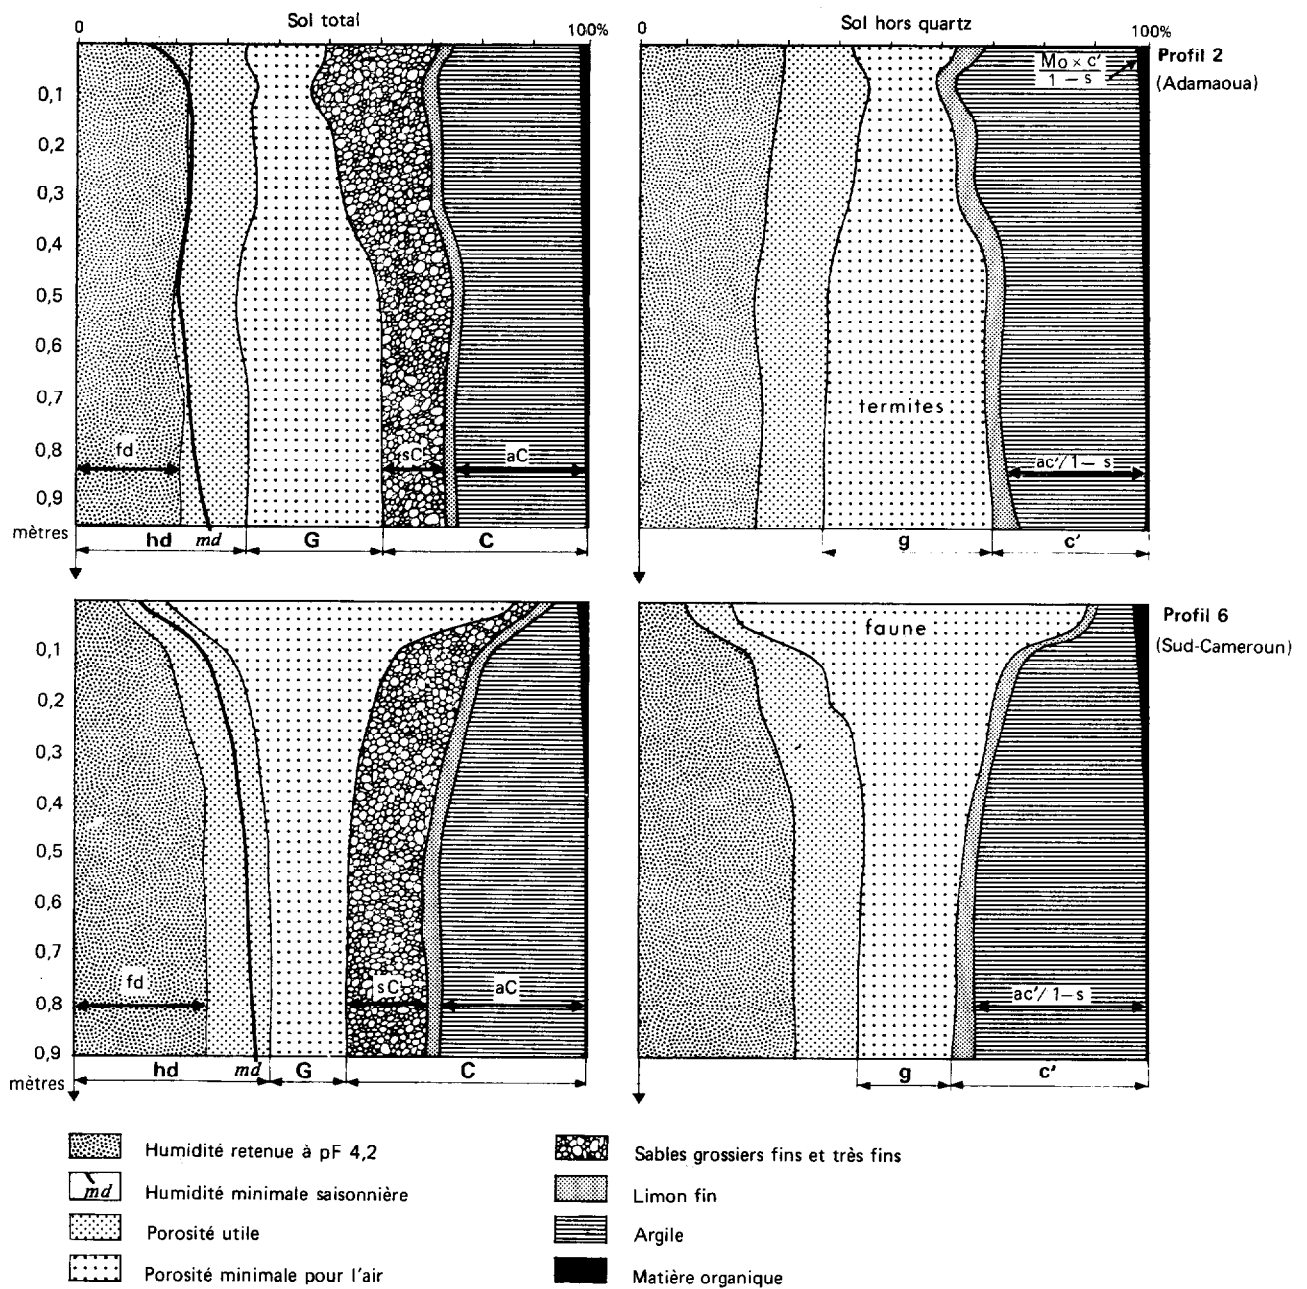 Sol total
0 100%
Sol hors quartz
0 100%
Profil 2
(Adamaoua)
Mo × c'
1 – s
0,1
0,2
0,3
0,4
0,5
0,6
0,7
0,8
0,9
mètres
termites
fd
sC
aC
ac'/1– s
hd md G C
g c'
Profil 6
(Sud-Cameroun)
faune
0,1
0,2
0,3
0,4
0,5
0,6
0,7
0,8
0,9
mètres
fd
sC
aC
ac'/1–s
hd md G C
g c'
Humidité retenue à pF 4,2
md Humidité minimale saisonnière
Porosité utile
Porosité minimale pour l'air
Sables grossiers fins et très fins
Limon fin
Argile
Matière organique